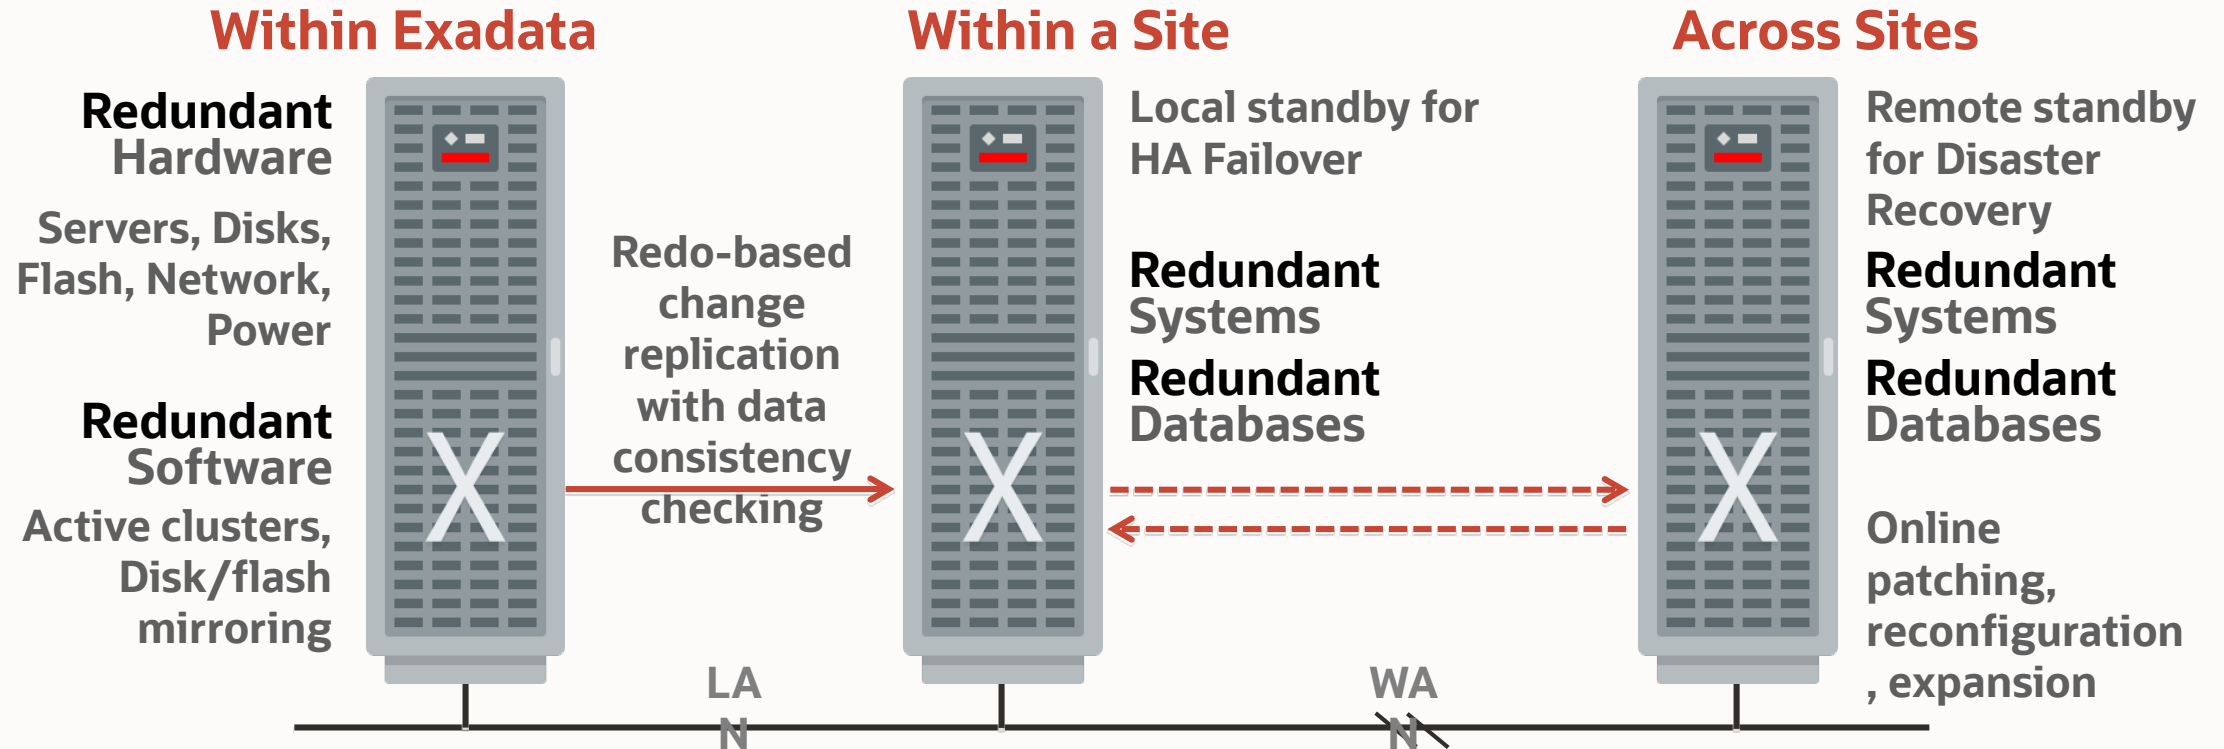 Within Exadata
Within a Site
Across Sites
Redundant
Hardware
Servers, Disks,
Flash, Network,
Power
Redundant
Software
Active clusters,
Disk/flash
mirroring
X
Redo-based
change
replication
with data
consistency
checking
X
Local standby for
HA Failover
Redundant
Systems
Redundant
Databases
X
Remote standby
for Disaster
Recovery
Redundant
Systems
Redundant
Databases
Online
patching,
reconfiguration
, expansion
LA
N
WA
N